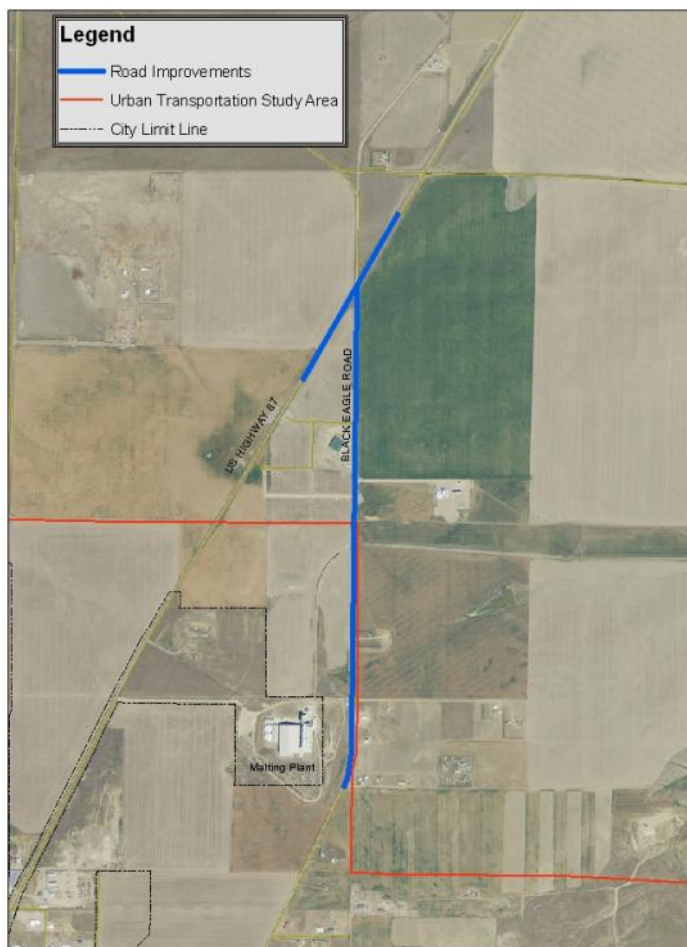 Legend
Road Improvements
Urban Transportation Study Area
City Limit Line
BLACK EAGLE ROAD
US HIGHWAY 87
Malting Plant